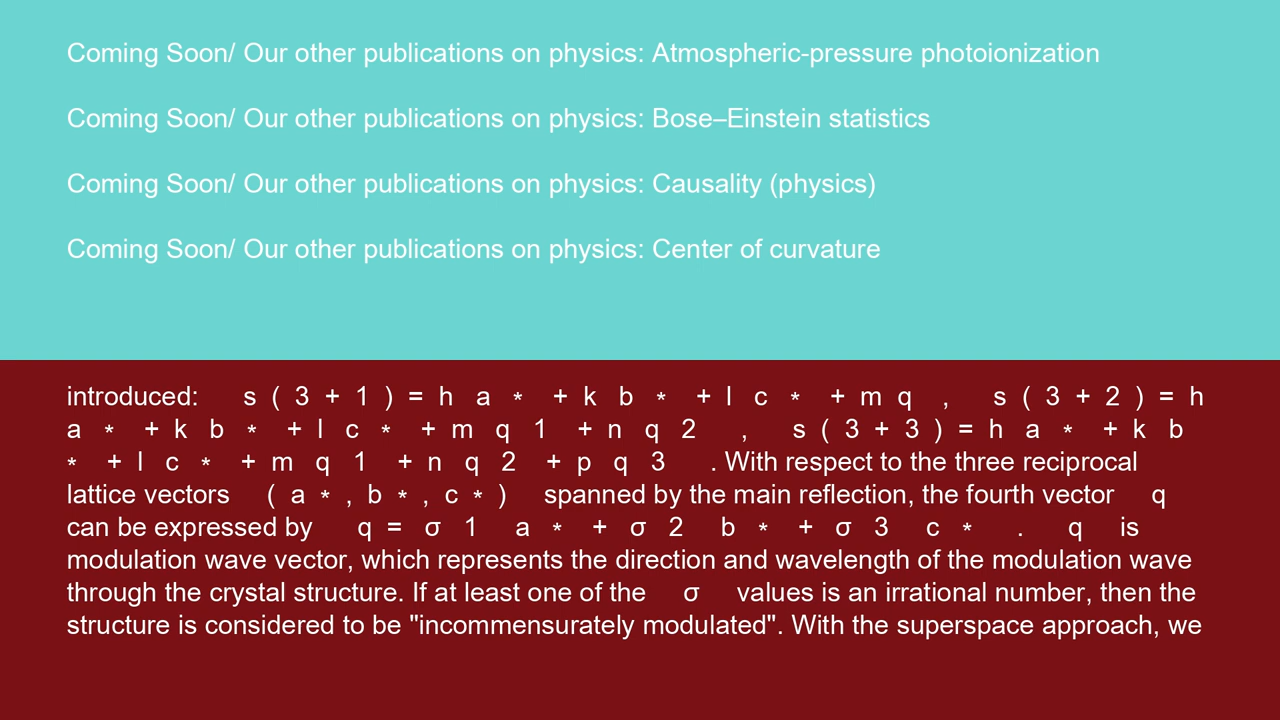 Coming Soon/ Our other publications on physics: Atmospheric-pressure photoionization
Coming Soon/ Our other publications on physics: Bose–Einstein statistics
Coming Soon/ Our other publications on physics: Causality (physics)
Coming Soon/ Our other publications on physics: Center of curvature
introduced: s ( 3 + 1 ) = h a * + k b * + l c * + m q , s ( 3 + 2 ) = h
a * + k b * + l c * + m q 1 + n q 2 , s ( 3 + 3 ) = h a * + k b
* + l c * + m q 1 + n q 2 + p q 3 . With respect to the three reciprocal
lattice vectors ( a * , b * , c * ) spanned by the main reflection, the fourth vector q
can be expressed by q = σ 1 a * + σ 2 b * + σ 3 c * . q is
modulation wave vector, which represents the direction and wavelength of the modulation wave
through the crystal structure. If at least one of the σ values is an irrational number, then the
structure is considered to be "incommensurately modulated". With the superspace approach, we